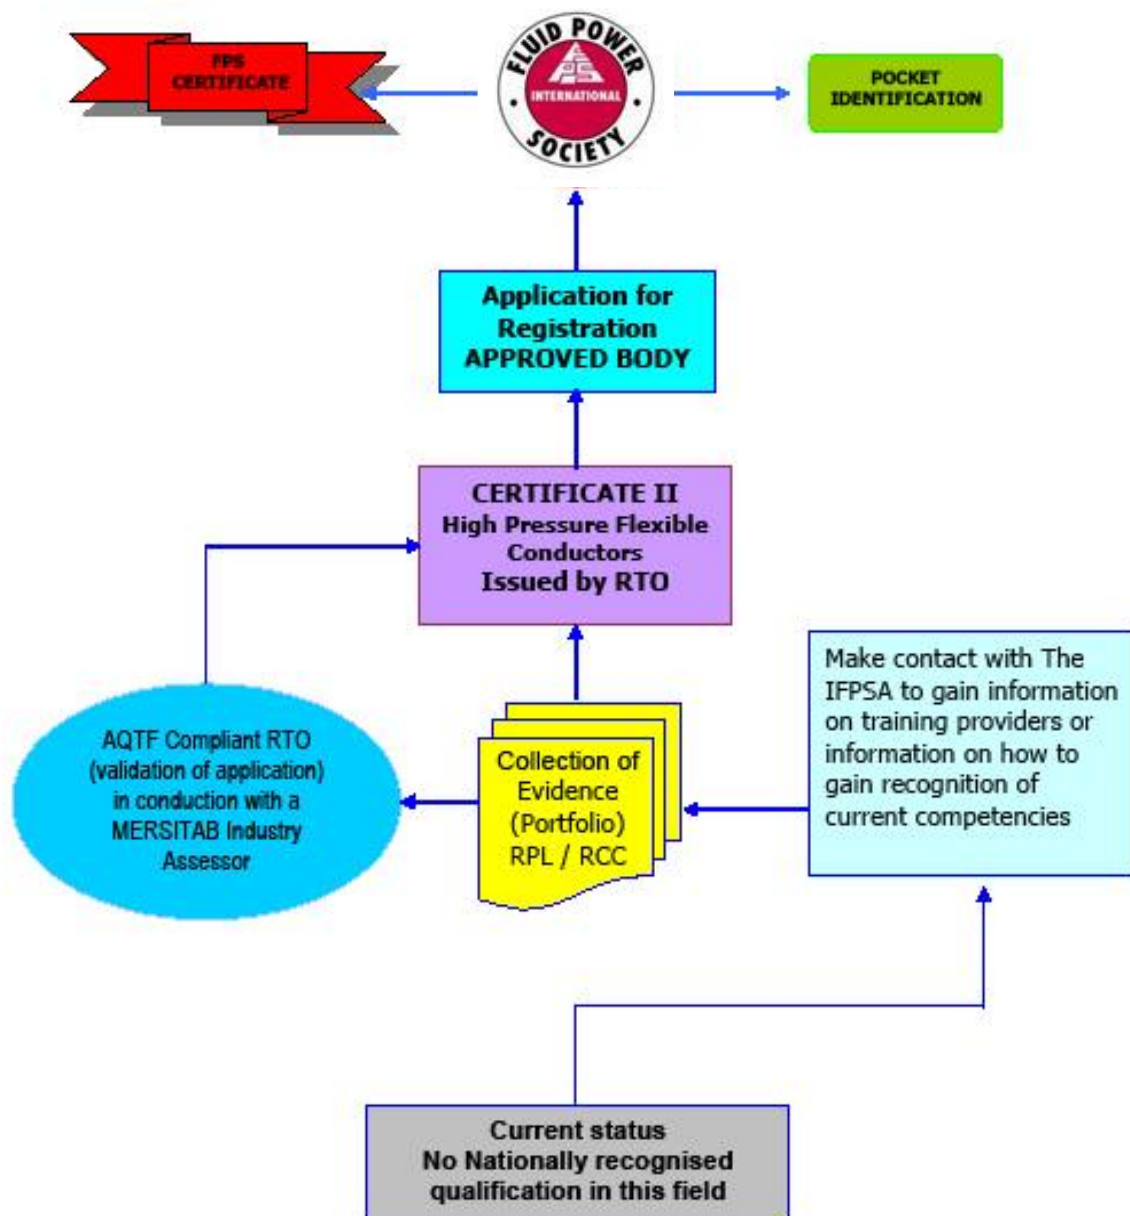 FPS
CERTIFICATE
FLUID POWER
INTERNATIONAL
SOCIETY
POCKET
IDENTIFICATION
Application for
Registration
APPROVED BODY
CERTIFICATE II
High Pressure Flexible
Conductors
Issued by RTO
Make contact with The
IFPSA to gain information
on training providers or
information on how to
gain recognition of
current competencies
AQTF Compliant RTO
(validation of application)
in conduction with a
MERSITAB Industry
Assessor
Collection of
Evidence
(Portfolio)
RPL / RCC
Current status
No Nationally recognised
qualification in this field